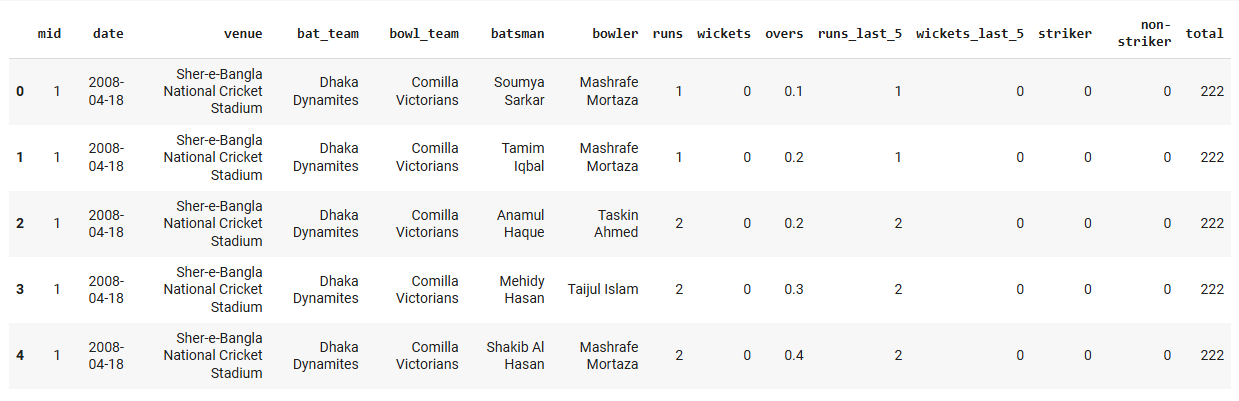 mid date venue bat_team bowl_team batsman bowler runs wickets overs runs_last_5 wickets_last_5 striker non-striker total
0 1 2008-04-18 Sher-e-Bangla National Cricket Stadium Dhaka Dynamites Comilla Victorians Soumya Sarkar Mashrafe Mortaza 1 0 0.1 1 0 0 0 222
1 1 2008-04-18 Sher-e-Bangla National Cricket Stadium Dhaka Dynamites Comilla Victorians Tamim Iqbal Mashrafe Mortaza 1 0 0.2 1 0 0 0 222
2 1 2008-04-18 Sher-e-Bangla National Cricket Stadium Dhaka Dynamites Comilla Victorians Anamul Haque Taskin Ahmed 2 0 0.2 2 0 0 0 222
3 1 2008-04-18 Sher-e-Bangla National Cricket Stadium Dhaka Dynamites Comilla Victorians Mehidy Hasan Taijul Islam 2 0 0.3 2 0 0 0 222
4 1 2008-04-18 Sher-e-Bangla National Cricket Stadium Dhaka Dynamites Comilla Victorians Shakib Al Hasan Mashrafe Mortaza 2 0 0.4 2 0 0 0 222